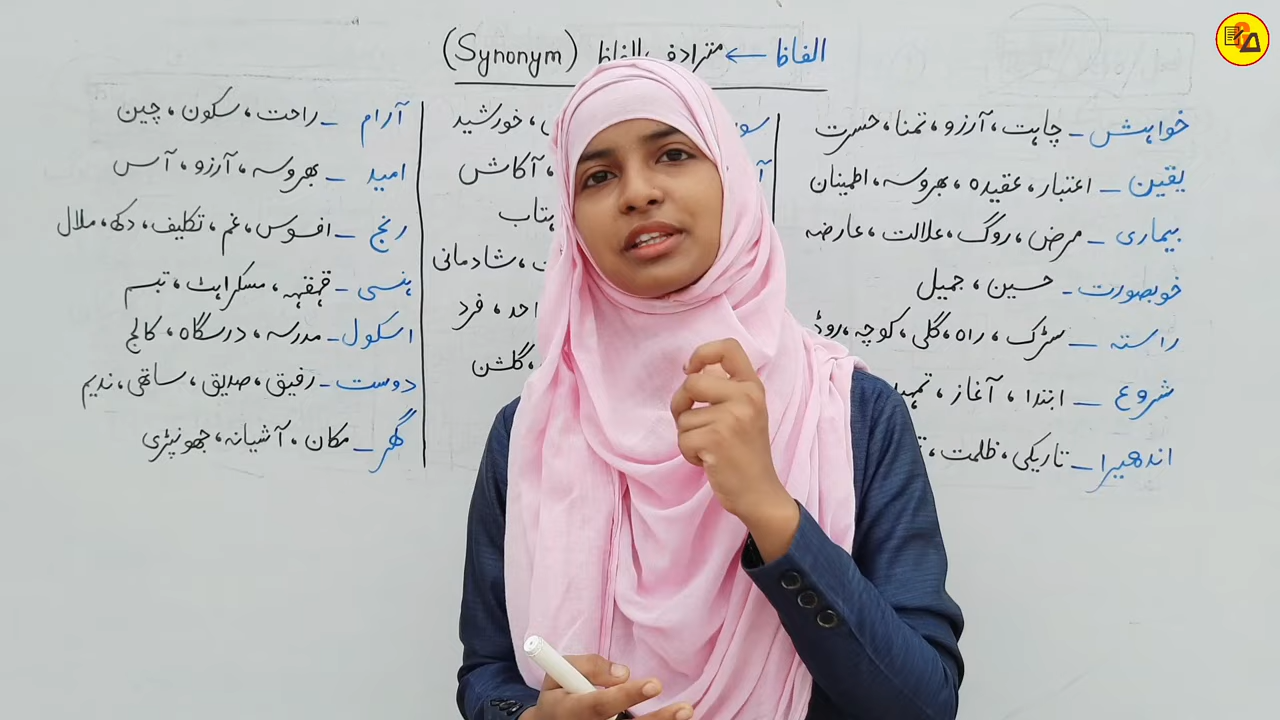 الفاظ ← مترادف الفاظ (Synonym)
خواہش - چاہت، آرزو، تمنا، حسرت
یقین - اعتبار، عقیدہ، بھروسہ، اطمینان
بیماری - مرض، روگ، علالت، عارضہ
خوبصورت - حسین، جمیل
راستہ - سڑک، راہ، گلی، کوچہ، روڈ
شروع - ابتدا، آغاز،
اندھیرا - تاریکی، ظلمت،
، خورشید
، آکاش
، شادمانی
احد، فرد
، گلشن
آرام - راحت، سکون، چین
امید - بھروسہ، آرزو، آس
رنج - افسوس، غم، تکلیف، دکھ، ملال
ہنسی - قہقہہ، مسکراہٹ، تبسم
اسکول - مدرسہ، درسگاہ، کالج
دوست - رفیق، صدیق، ساتھی، ندیم
گھر - مکان، آشیانہ، جھونپڑی